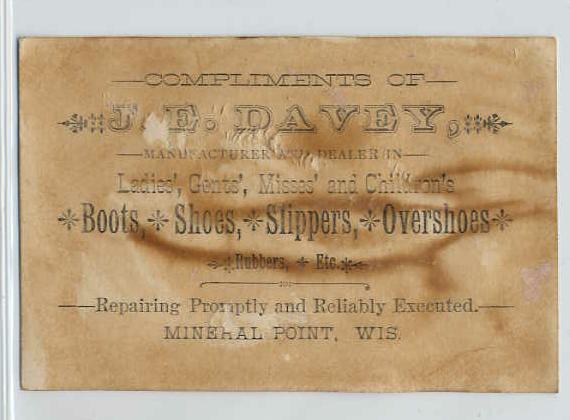 COMPLIMENTS OF
J. E. DAVEY,
MANUFACTURER AND DEALER IN
Ladies', Gents', Misses' and Children's
Boots, Shoes, Slippers, Overshoes
Rubbers, Etc.
Repairing Promptly and Reliably Executed.
MINERAL POINT, WIS.